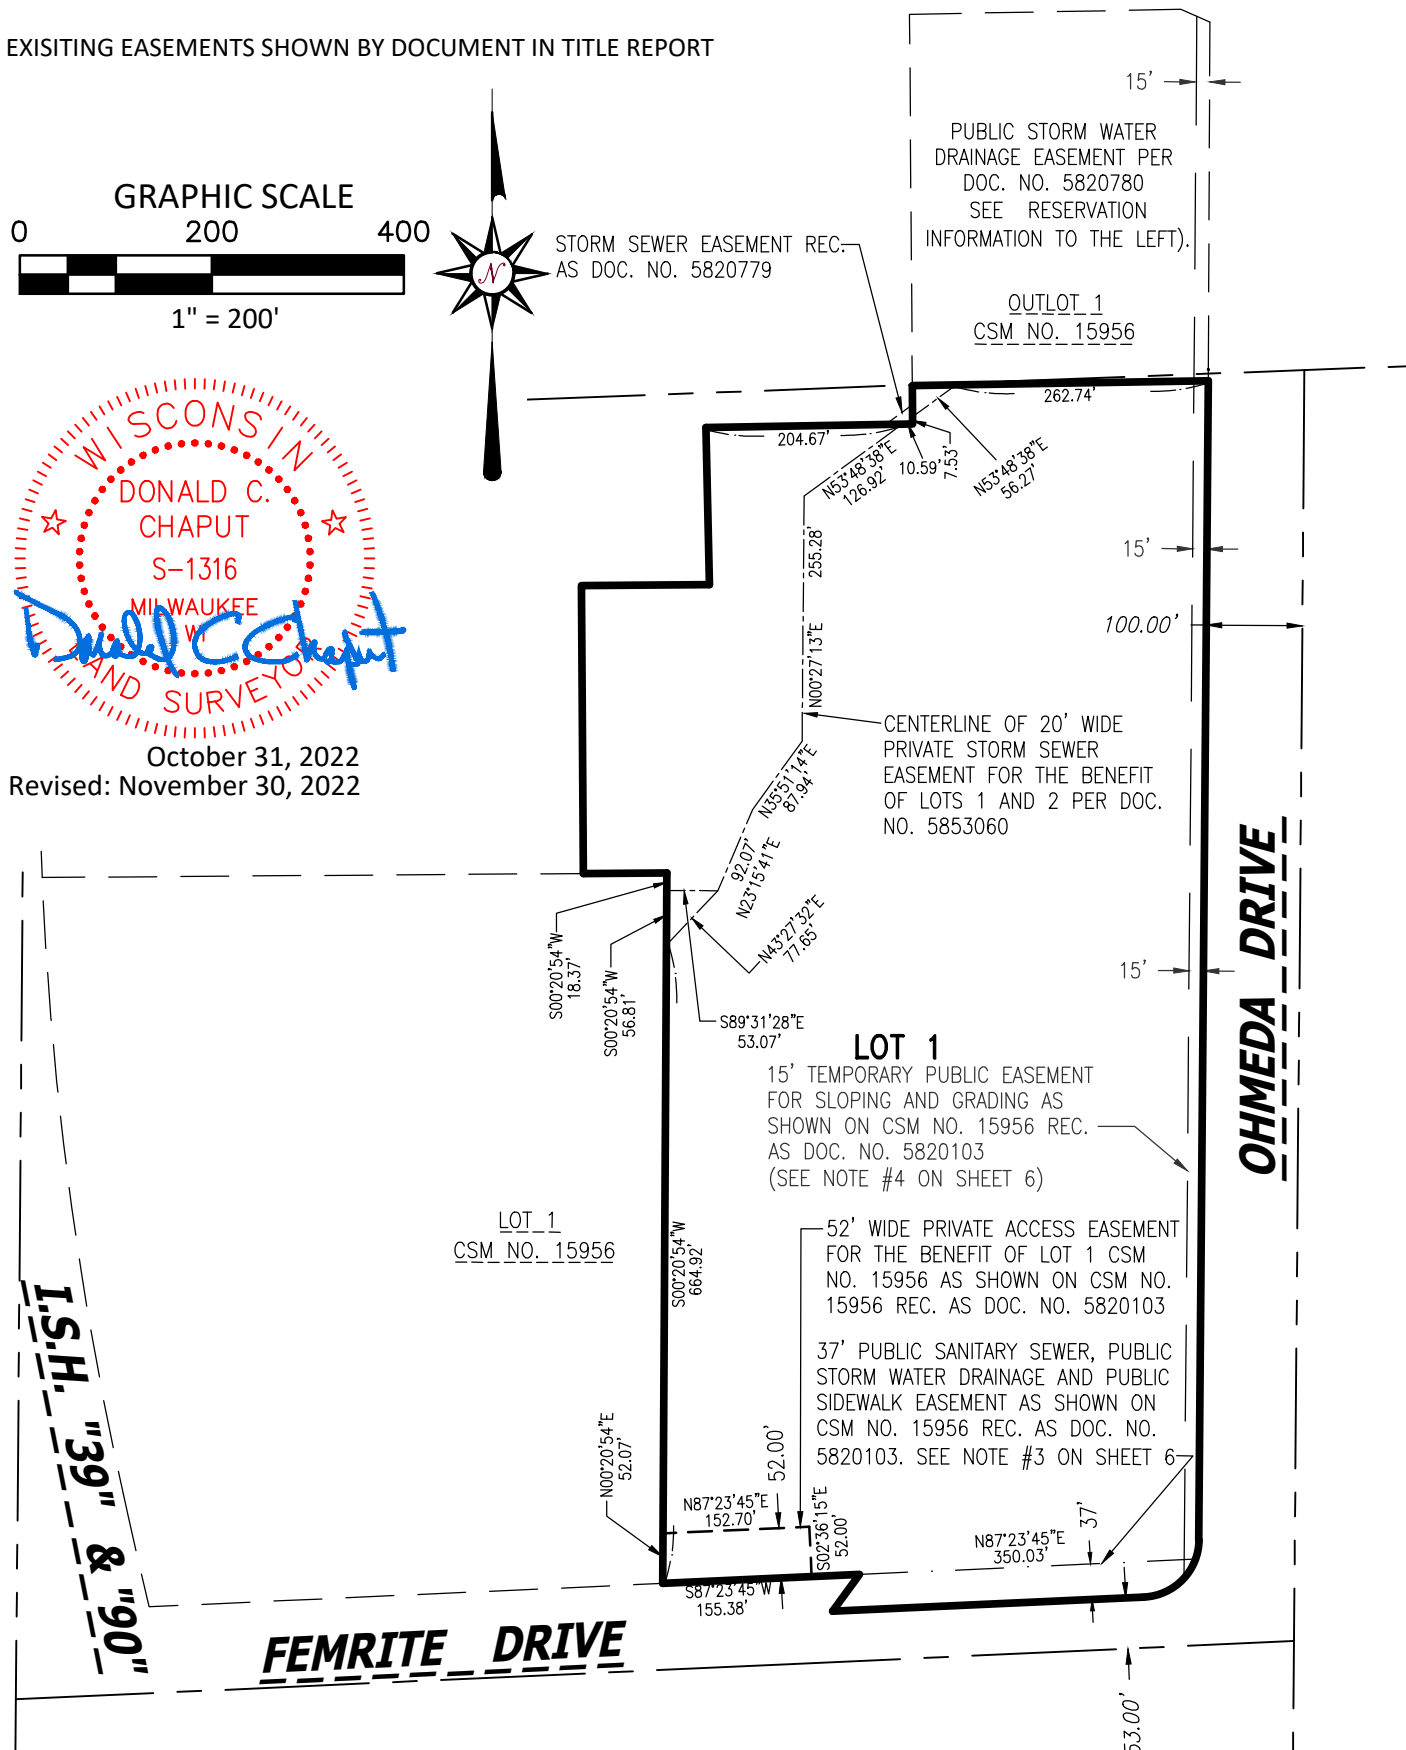 EXISITING EASEMENTS SHOWN BY DOCUMENT IN TITLE REPORT
15'
PUBLIC STORM WATER
DRAINAGE EASEMENT PER
DOC. NO. 5820780
SEE RESERVATION
INFORMATION TO THE LEFT).
GRAPHIC SCALE
0 200 400
1" = 200'
N
STORM SEWER EASEMENT REC.
AS DOC. NO. 5820779
OUTLOT 1
CSM NO. 15956
262.74'
204.67'
N53°48'38"E
126.92'
10.59'
7.53'
N53°48'38"E
56.27'
WISCONSIN
DONALD C.
CHAPUT
S-1316
MILWAUKEE
WI
LAND SURVEYOR
Donald C Chaput
October 31, 2022
Revised: November 30, 2022
255.28'
N00°27'13"E
15'
100.00'
CENTERLINE OF 20' WIDE
PRIVATE STORM SEWER
EASEMENT FOR THE BENEFIT
OF LOTS 1 AND 2 PER DOC.
NO. 5853060
N35°51'14"E
87.94'
92.07'
N23°15'41"E
N43°27'32"E
77.65'
S00°20'54"W
18.37'
S00°20'54"W
56.81'
S89°31'28"E
53.07'
15'
OHMEDA DRIVE
LOT 1
15' TEMPORARY PUBLIC EASEMENT
FOR SLOPING AND GRADING AS
SHOWN ON CSM NO. 15956 REC.
AS DOC. NO. 5820103
(SEE NOTE #4 ON SHEET 6)
LOT 1
CSM NO. 15956
S00°20'54"W
664.92'
52' WIDE PRIVATE ACCESS EASEMENT
FOR THE BENEFIT OF LOT 1 CSM
NO. 15956 AS SHOWN ON CSM NO.
15956 REC. AS DOC. NO. 5820103
37' PUBLIC SANITARY SEWER, PUBLIC
STORM WATER DRAINAGE AND PUBLIC
SIDEWALK EASEMENT AS SHOWN ON
CSM NO. 15956 REC. AS DOC. NO.
5820103. SEE NOTE #3 ON SHEET 6
I.S.H. "39" & "90"
N00°20'54"E
52.07'
N87°23'45"E
152.70'
52.00'
S02°36'15"E
52.00'
N87°23'45"E
350.03'
37'
S87°23'45"W
155.38'
FEMRITE DRIVE
53.00'